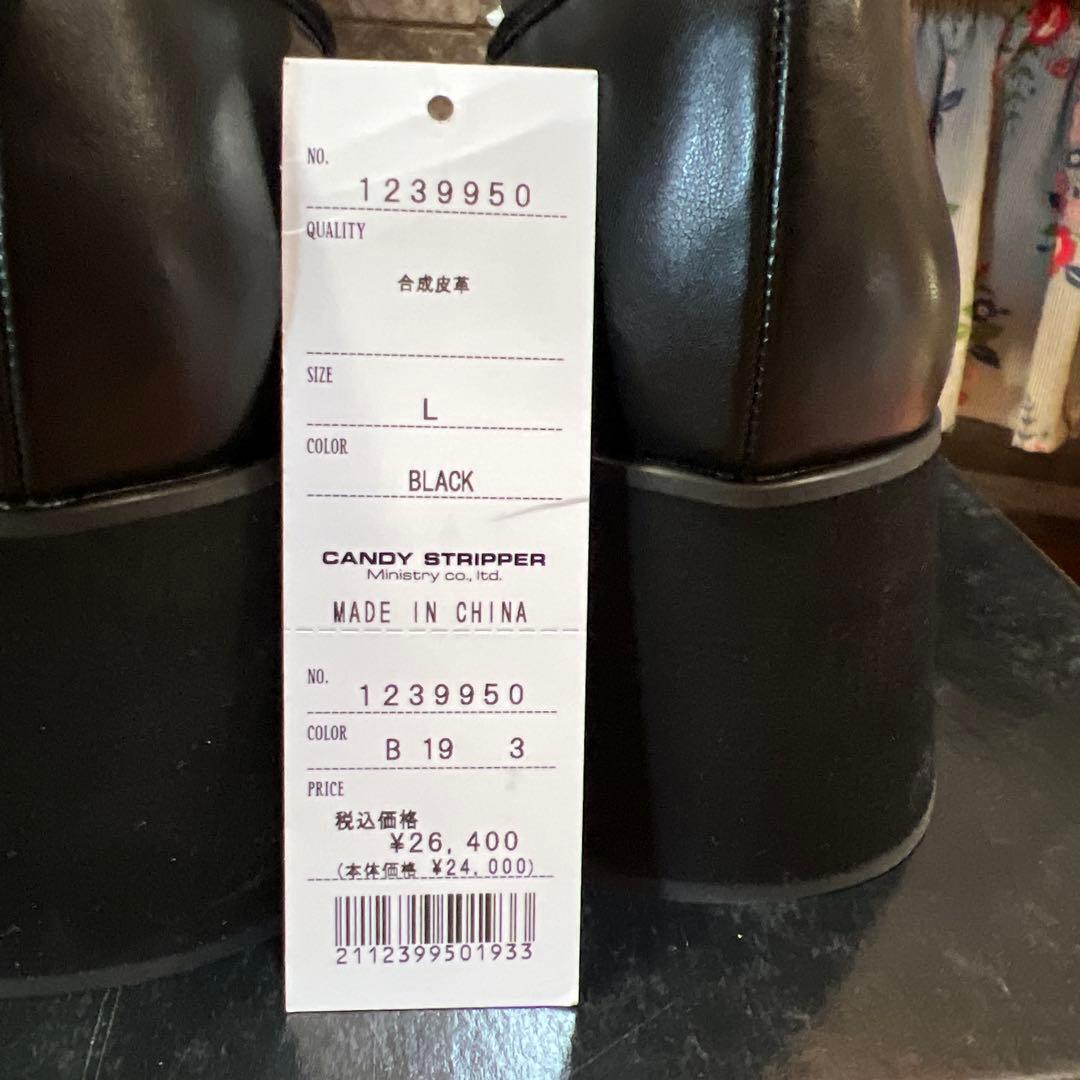 NO.
1239950
QUALITY
合成皮革
SIZE
L
COLOR
BLACK
CANDY STRIPPER
Ministry co., ltd.
MADE IN CHINA
NO.
1239950
COLOR
B 19 3
PRICE
税込価格
¥26,400
(本体価格 ¥24,000)
2112399501933